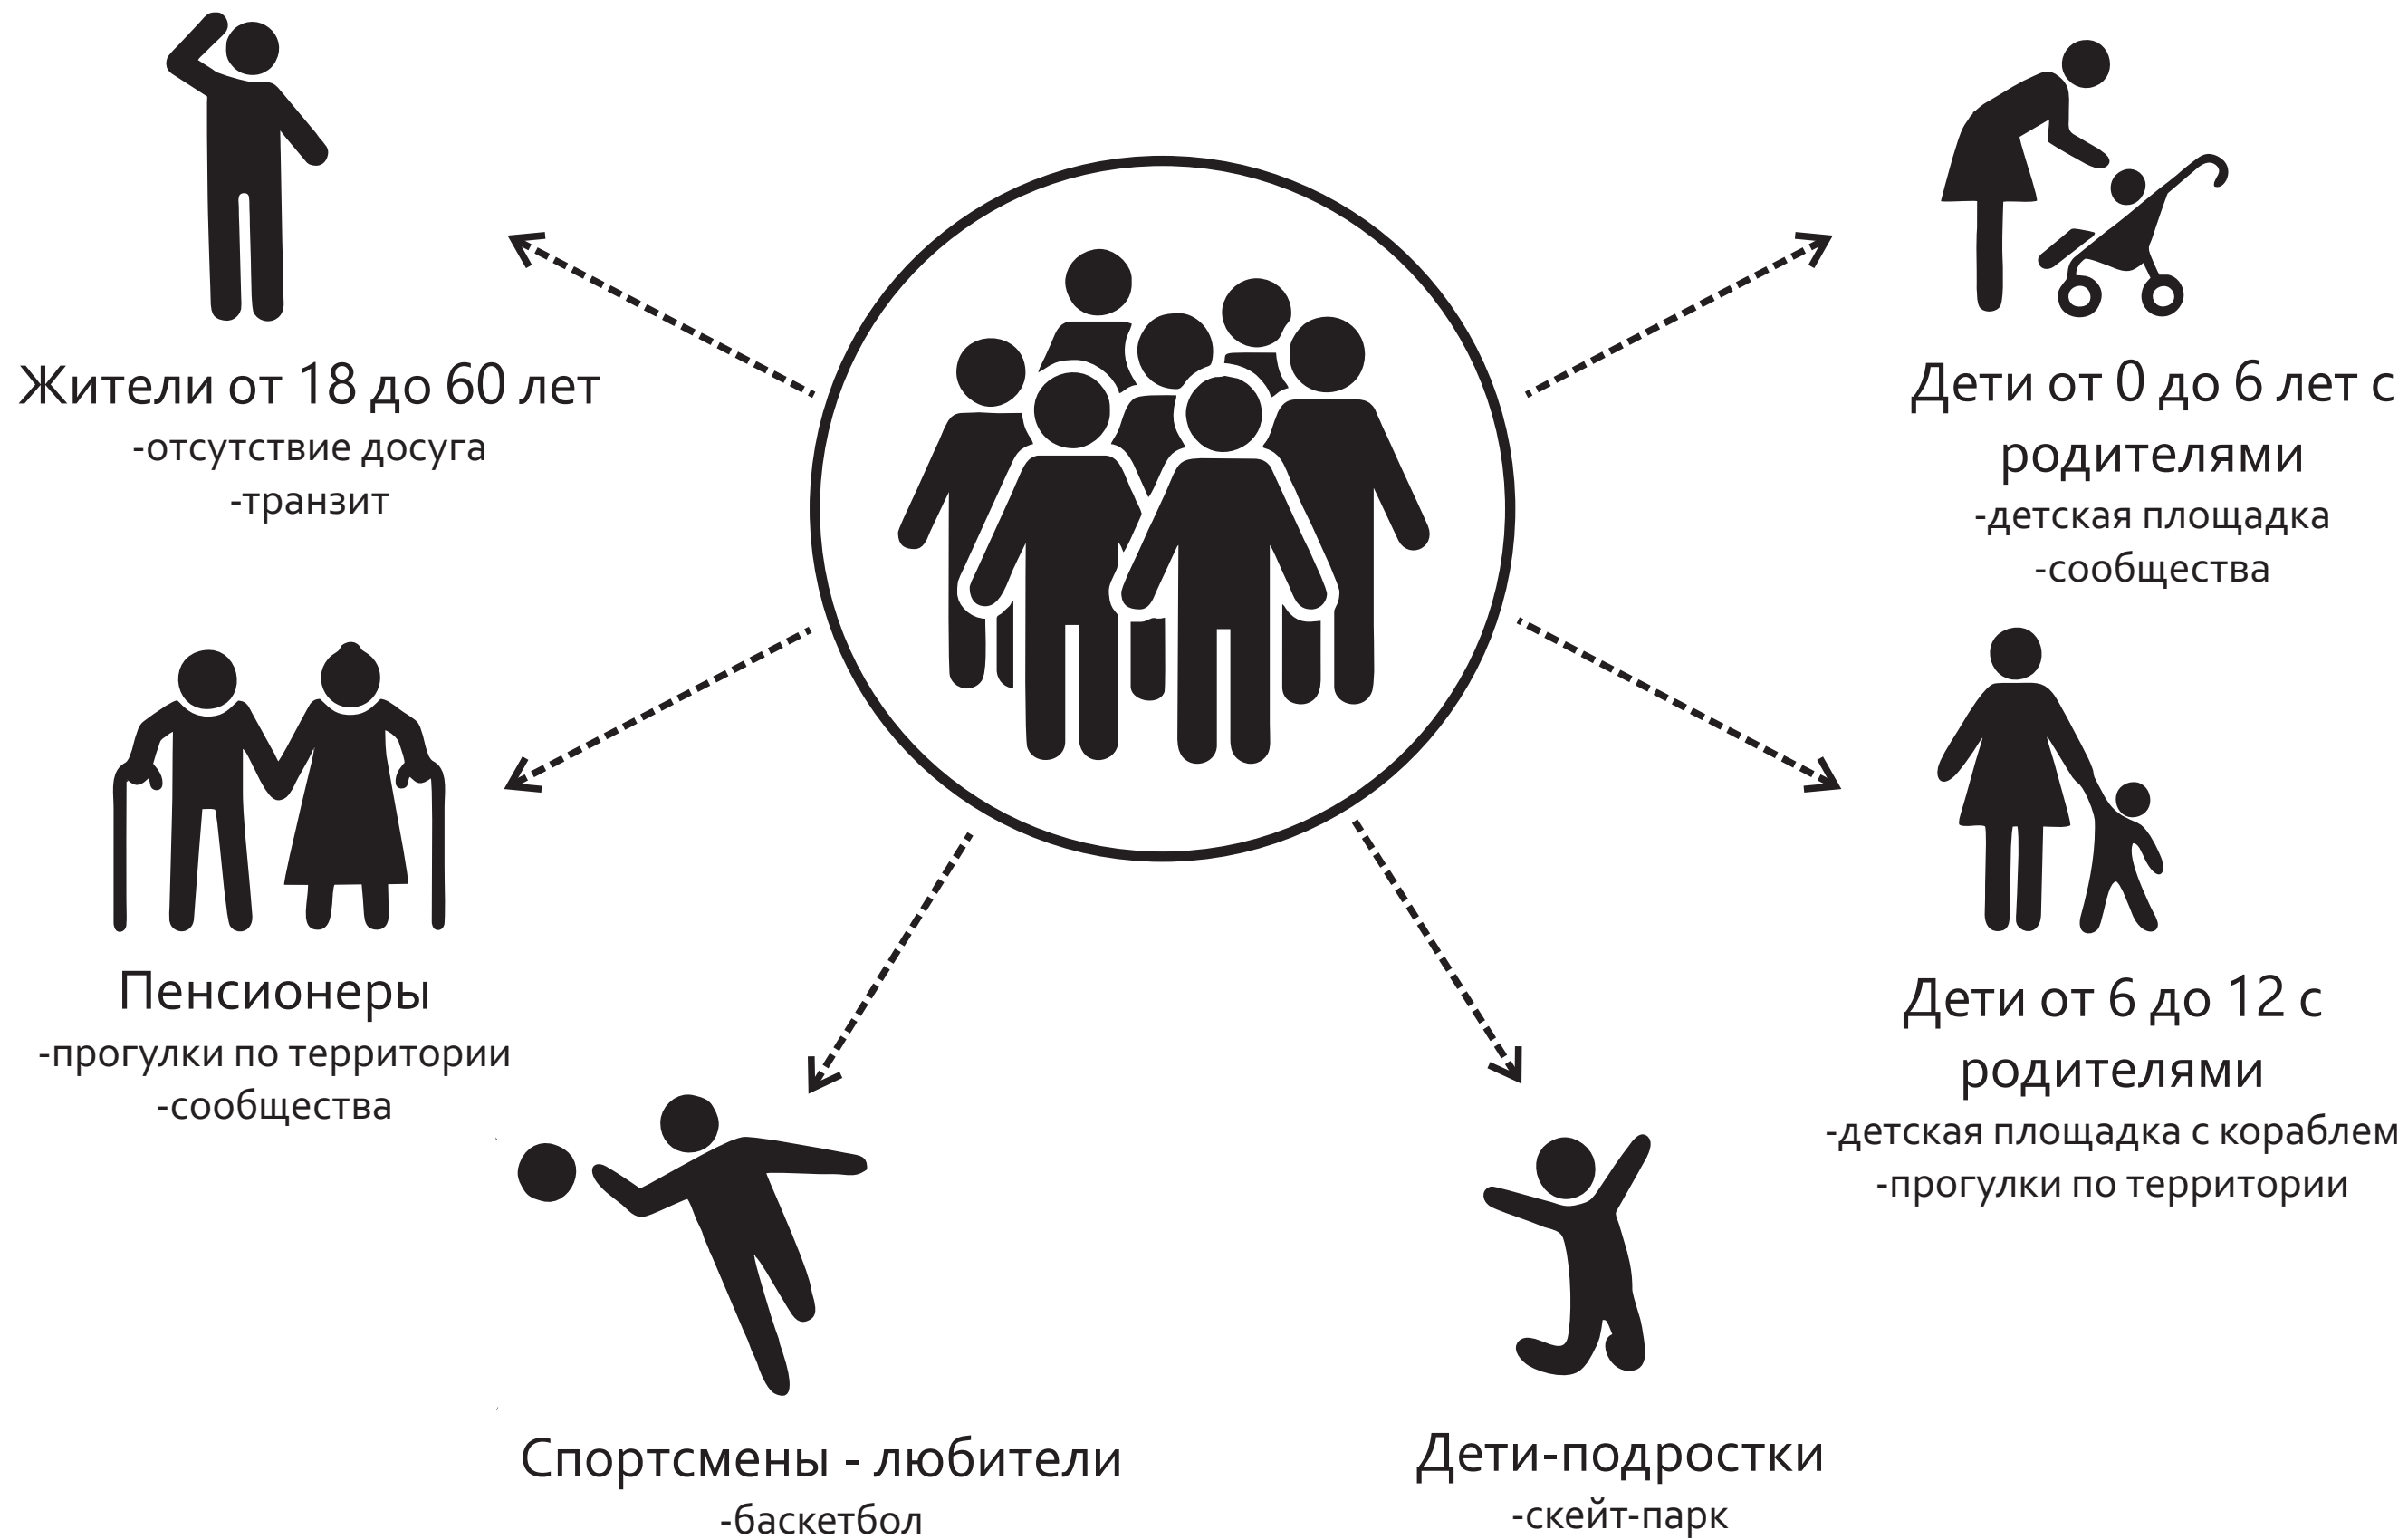 Жители от 18 до 60 лет
-отсутствие досуга
-транзит
Дети от 0 до 6 лет с
родителями
-детская площадка
-сообщества
Пенсионеры
-прогулки по территории
-сообщества
Дети от 6 до 12 с
родителями
-детская площадка с кораблем
-прогулки по территории
Спортсмены - любители
-баскетбол
Дети-подростки
-скейт-парк